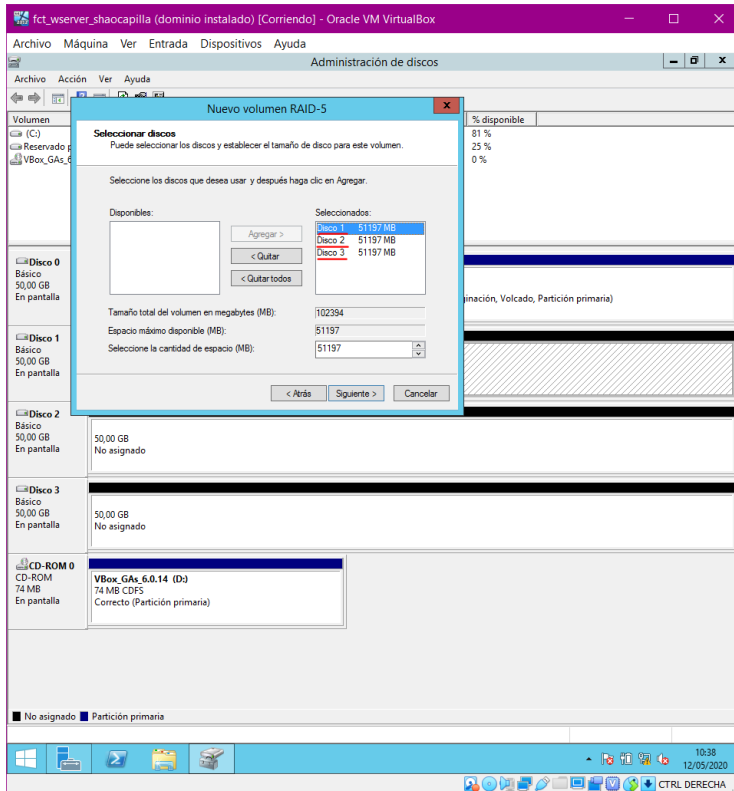 fct_wserver_shaocapilla (dominio instalado) [Corriendo] - Oracle VM VirtualBox
Archivo Máquina Ver Entrada Dispositivos Ayuda
Administración de discos
Archivo Acción Ver Ayuda
Volumen
% disponible
(C:)
81 %
Reservado
25 %
VBox_GAs_6
0 %
Nuevo volumen RAID-5
Seleccionar discos
Puede seleccionar los discos y establecer el tamaño de disco para este volumen.
Seleccione los discos que desea usar y después haga clic en Agregar.
Disponibles:
Seleccionados:
Agregar >
< Quitar
< Quitar todos
Disco 1 51197 MB
Disco 2 51197 MB
Disco 3 51197 MB
Tamaño total del volumen en megabytes (MB): 102394
Espacio máximo disponible (MB): 51197
Seleccione la cantidad de espacio (MB): 51197
< Atrás Siguiente > Cancelar
Disco 0
Básico
50,00 GB
En pantalla
ginación, Volcado, Partición primaria)
Disco 1
Básico
50,00 GB
En pantalla
Disco 2
Básico
50,00 GB
En pantalla
50,00 GB
No asignado
Disco 3
Básico
50,00 GB
En pantalla
50,00 GB
No asignado
CD-ROM 0
CD-ROM
74 MB
En pantalla
VBox_GAs_6.0.14 (D:)
74 MB CDFS
Correcto (Partición primaria)
No asignado Partición primaria
10:38
12/05/2020
CTRL DERECHA